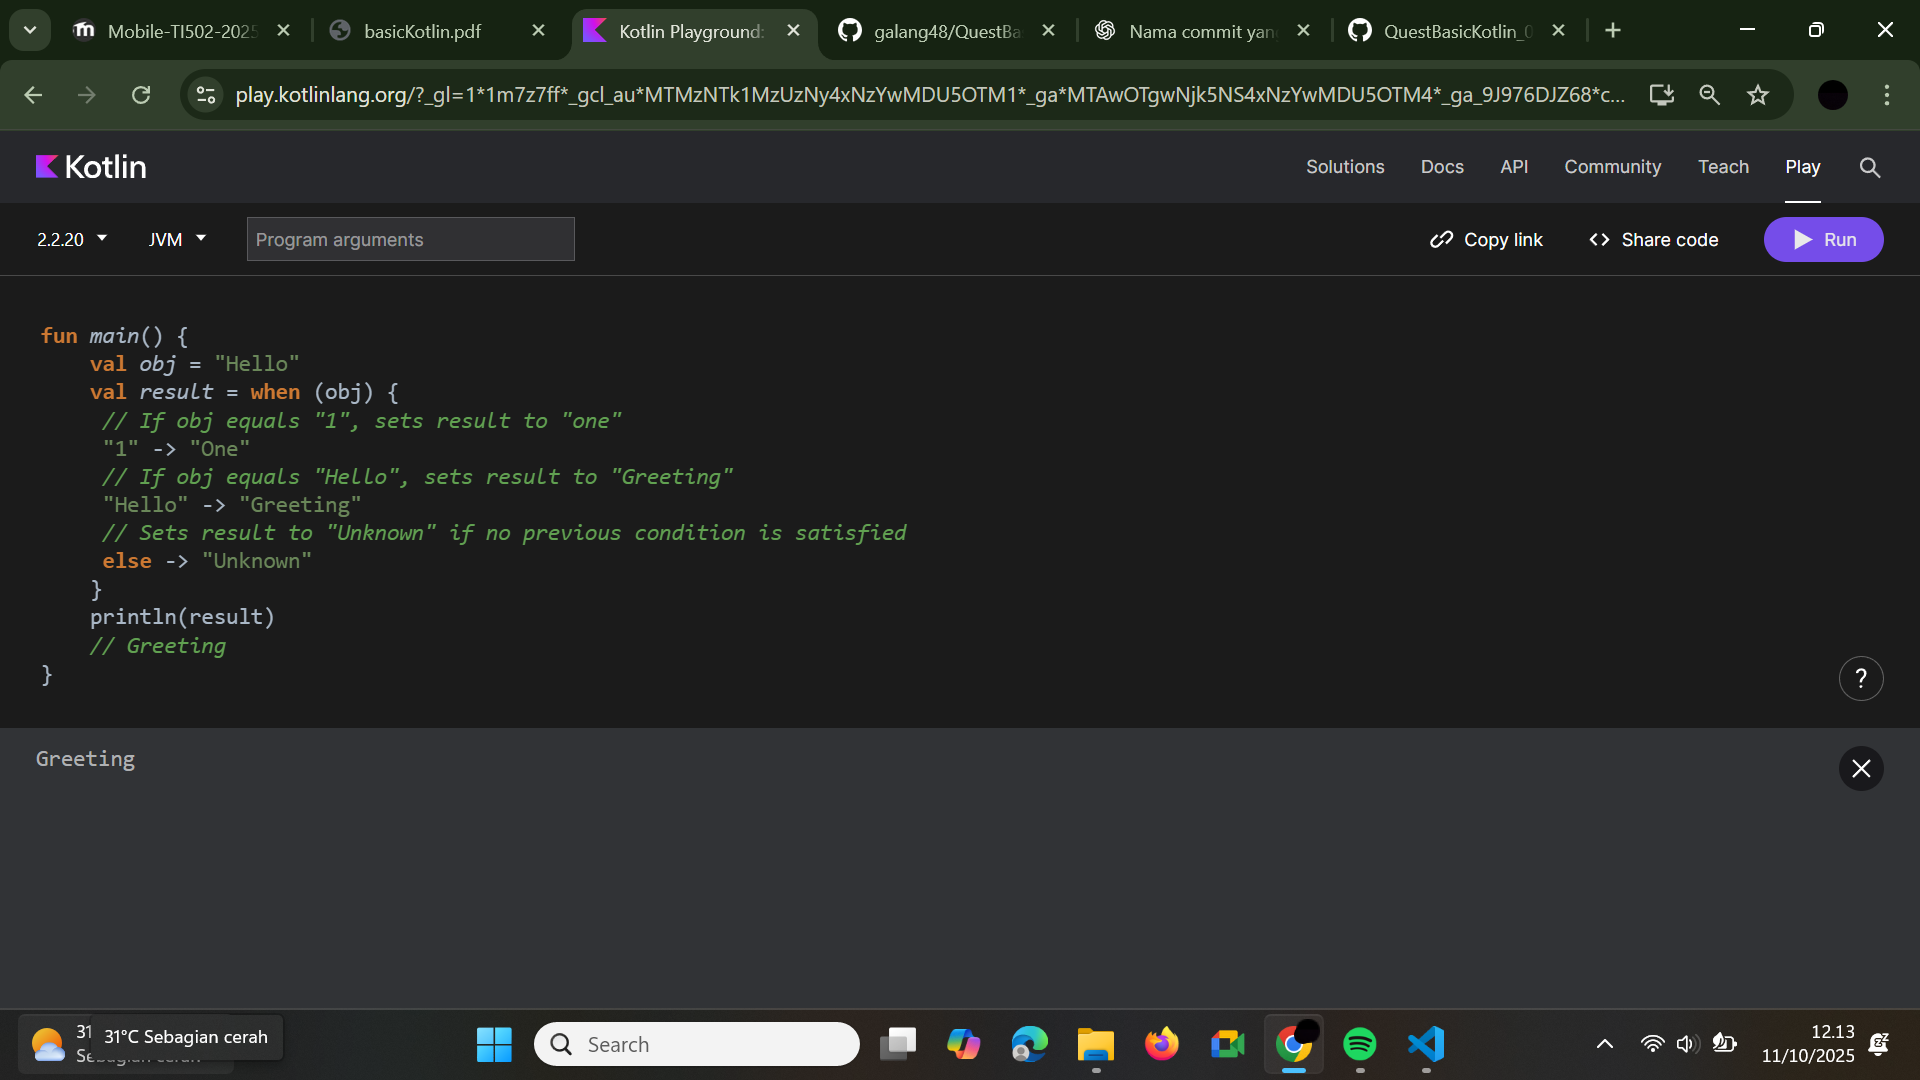 Mobile-TI502-2025
basicKotlin.pdf
Kotlin Playground:
galang48/QuestBa
Nama commit yan
QuestBasicKotlin_0
play.kotlinlang.org/?_gl=1*1m7z7ff*_gcl_au*MTMzNTk1MzUzNy4xNzYwMDU5OTM1*_ga*MTAwOTgwNjk5NS4xNzYwMDU5OTM4*_ga_9J976DJZ68*c...
Kotlin
Solutions
Docs
API
Community
Teach
Play
2.2.20
JVM
Program arguments
Copy link
Share code
Run
fun main() {
val obj = "Hello"
val result = when (obj) {
// If obj equals "1", sets result to "one"
"1" -> "One"
// If obj equals "Hello", sets result to "Greeting"
"Hello" -> "Greeting"
// Sets result to "Unknown" if no previous condition is satisfied
else -> "Unknown"
}
println(result)
// Greeting
}
?
Greeting
31°C Sebagian cerah
Search
12.13
11/10/2025